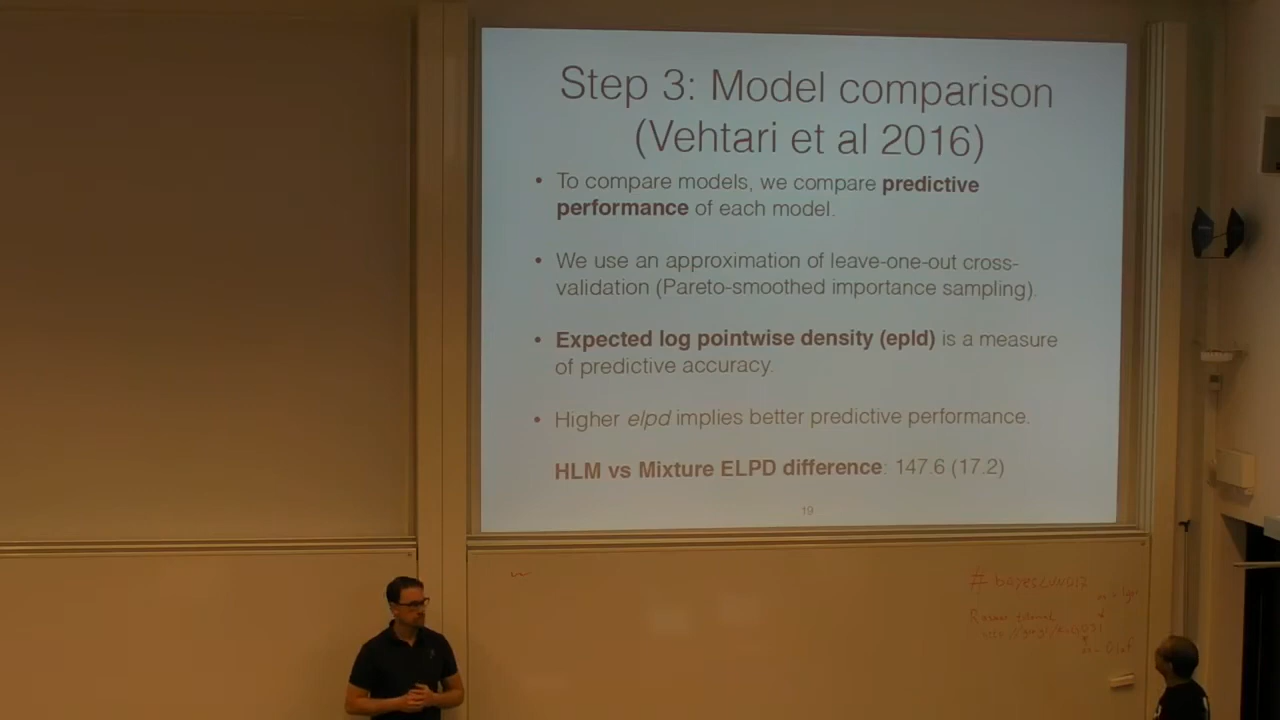 Step 3: Model comparison
(Vehtari et al 2016)
• To compare models, we compare predictive
performance of each model.
• We use an approximation of leave-one-out cross-
validation (Pareto-smoothed importance sampling).
• Expected log pointwise density (epld) is a measure
of predictive accuracy.
• Higher elpd implies better predictive performance.
HLM vs Mixture ELPD difference: 147.6 (17.2)
19